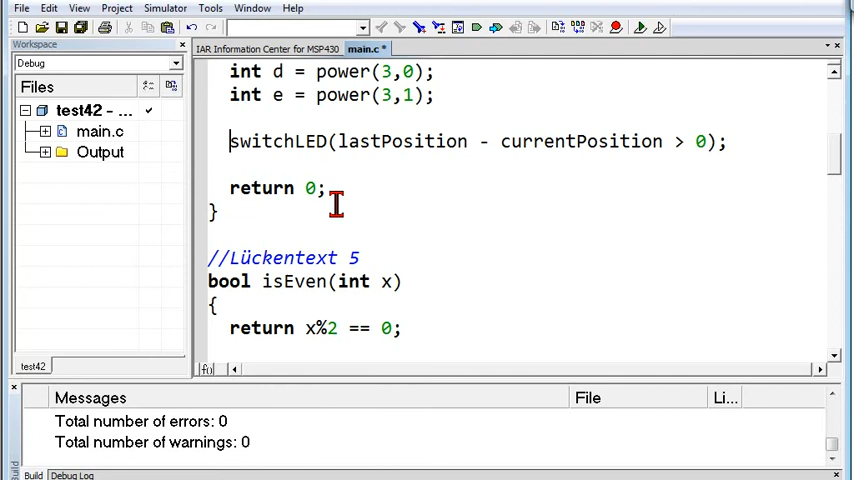 File Edit View Project Simulator Tools Window Help
Workspace
IAR Information Center for MSP430 main.c *
Debug
Files
test42 - ...
main.c
Output
test42
int d = power(3,0);
int e = power(3,1);
switchLED(lastPosition - currentPosition > 0);
return 0;
}
//Lückentext 5
bool isEven(int x)
{
return x%2 == 0;
f()
Messages File Li...
Total number of errors: 0
Total number of warnings: 0
Build
Build Debug Log